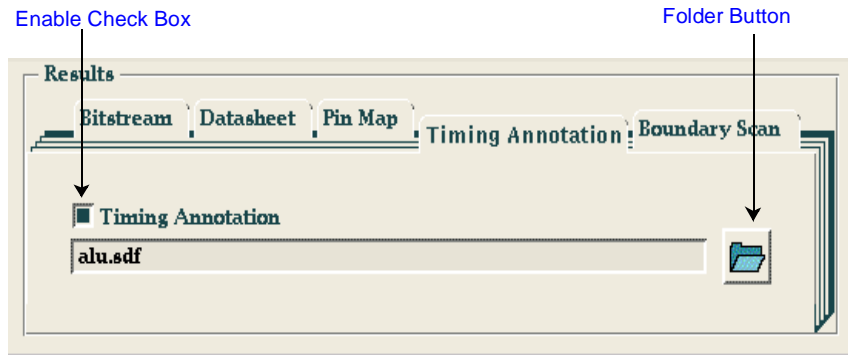 Enable Check Box
Folder Button
Results
Bitstream
Datasheet
Pin Map
Timing Annotation
Boundary Scan
Timing Annotation
alu.sdf